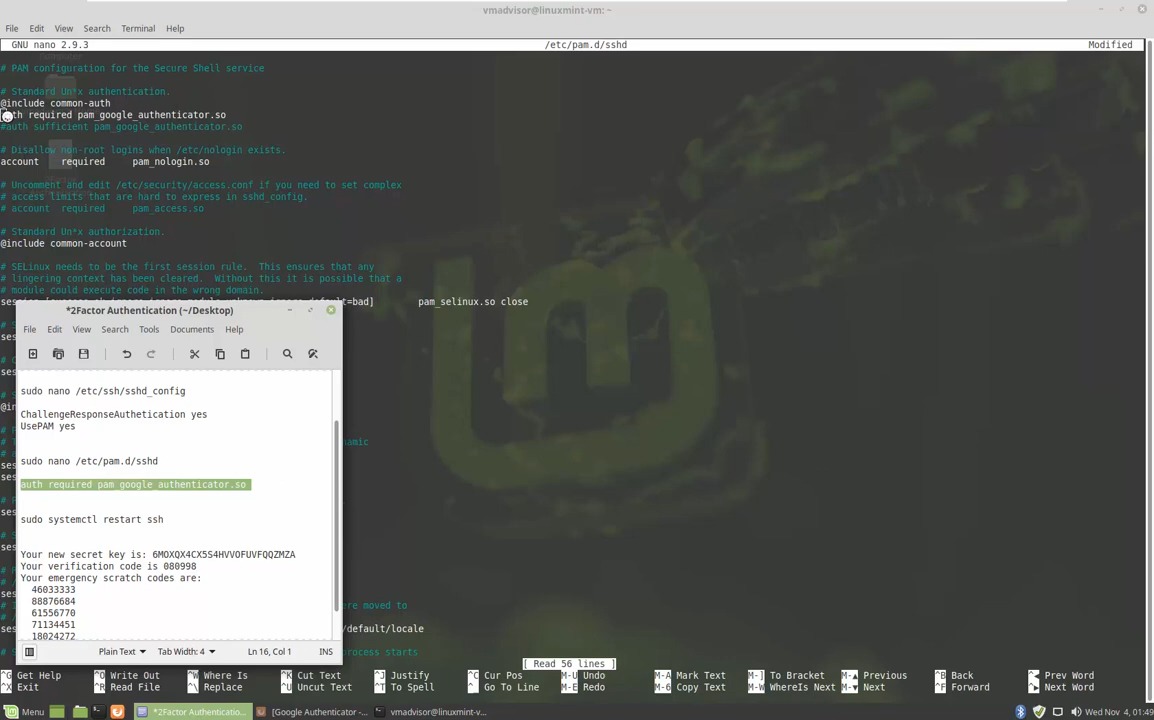 vmadvisor@linuxmint-vm: ~
File Edit View Search Terminal Help
GNU nano 2.9.3 /etc/pam.d/sshd Modified
# PAM configuration for the Secure Shell service
# Standard Un*x authentication.
@include common-auth
auth required pam_google_authenticator.so
#auth sufficient pam_google_authenticator.so
# Disallow non-root logins when /etc/nologin exists.
account required pam_nologin.so
# Uncomment and edit /etc/security/access.conf if you need to set complex
# access limits that are hard to express in sshd_config.
# account required pam_access.so
# Standard Un*x authorization.
@include common-account
# SELinux needs to be the first session rule. This ensures that any
# lingering context has been cleared. Without this it is possible that a
# module could execute code in the wrong domain.
default=bad] pam_selinux.so close
*2Factor Authentication (~/Desktop)
File Edit View Search Tools Documents Help
sudo nano /etc/ssh/sshd_config
ChallengeResponseAuthetication yes
UsePAM yes
sudo nano /etc/pam.d/sshd
auth required pam_google_authenticator.so
sudo systemctl restart ssh
Your new secret key is: 6MOXQX4CX5S4HVVOFUVFQQZMZA
Your verification code is 080998
Your emergency scratch codes are:
46033333
88876684
61556770
71134451
18024272
Plain Text Tab Width: 4 Ln 16, Col 1 INS
namic
re moved to
/default/locale
process starts
[ Read 56 lines ]
^G Get Help ^O Write Out ^W Where Is ^K Cut Text ^J Justify ^C Cur Pos M-U Undo M-A Mark Text M-] To Bracket M-▲ Previous ^B Back ^◀ Prev Word
^X Exit ^R Read File ^\ Replace ^U Uncut Text ^T To Spell ^_ Go To Line M-E Redo M-6 Copy Text M-W WhereIs Next M-▼ Next ^F Forward ^▶ Next Word
Menu *2Factor Authenticatio... [Google Authenticator -... vmadvisor@linuxmint-v... Wed Nov 4, 01:49